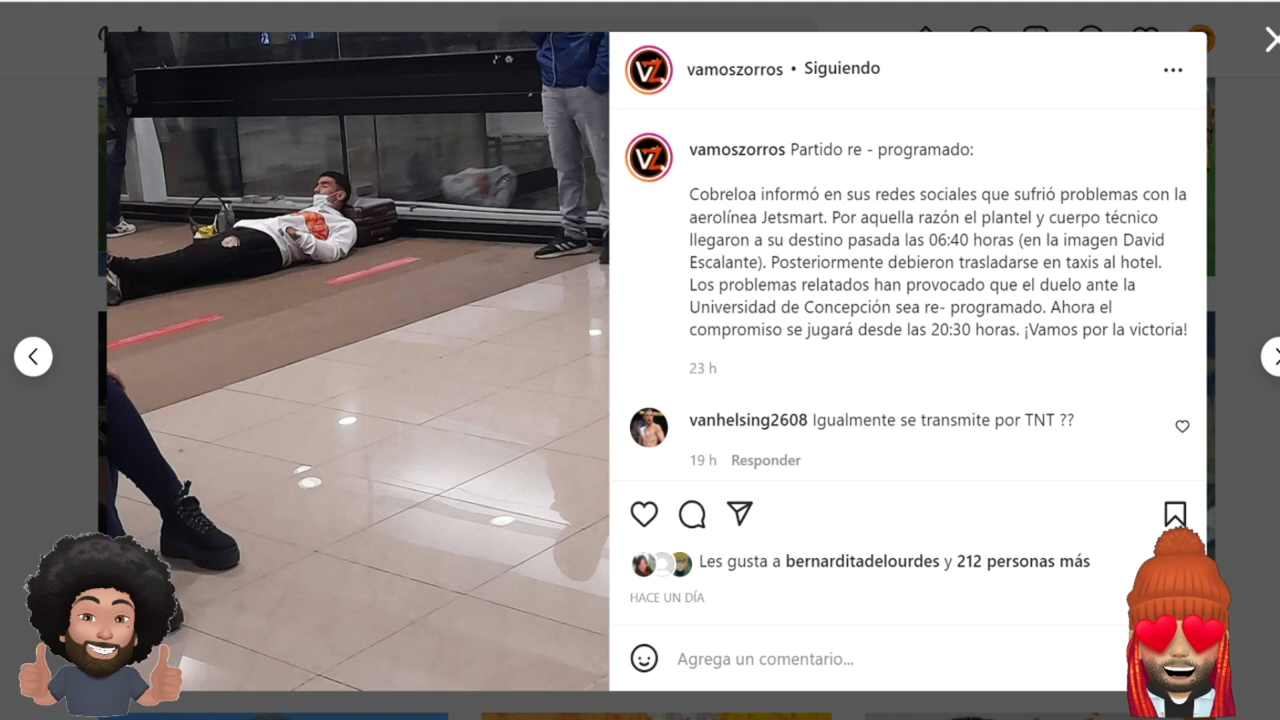 vamoszorros • Siguiendo
vamoszorros Partido re - programado:
Cobreloa informó en sus redes sociales que sufrió problemas con la
aerolínea Jetsmart. Por aquella razón el plantel y cuerpo técnico
llegaron a su destino pasada las 06:40 horas (en la imagen David
Escalante). Posteriormente debieron trasladarse en taxis al hotel.
Los problemas relatados han provocado que el duelo ante la
Universidad de Concepción sea re- programado. Ahora el
compromiso se jugará desde las 20:30 horas. ¡Vamos por la victoria!
23 h
vanhelsing2608 Igualmente se transmite por TNT ??
19 h Responder
Les gusta a bernarditadelourdes y 212 personas más
HACE UN DÍA
Agrega un comentario...